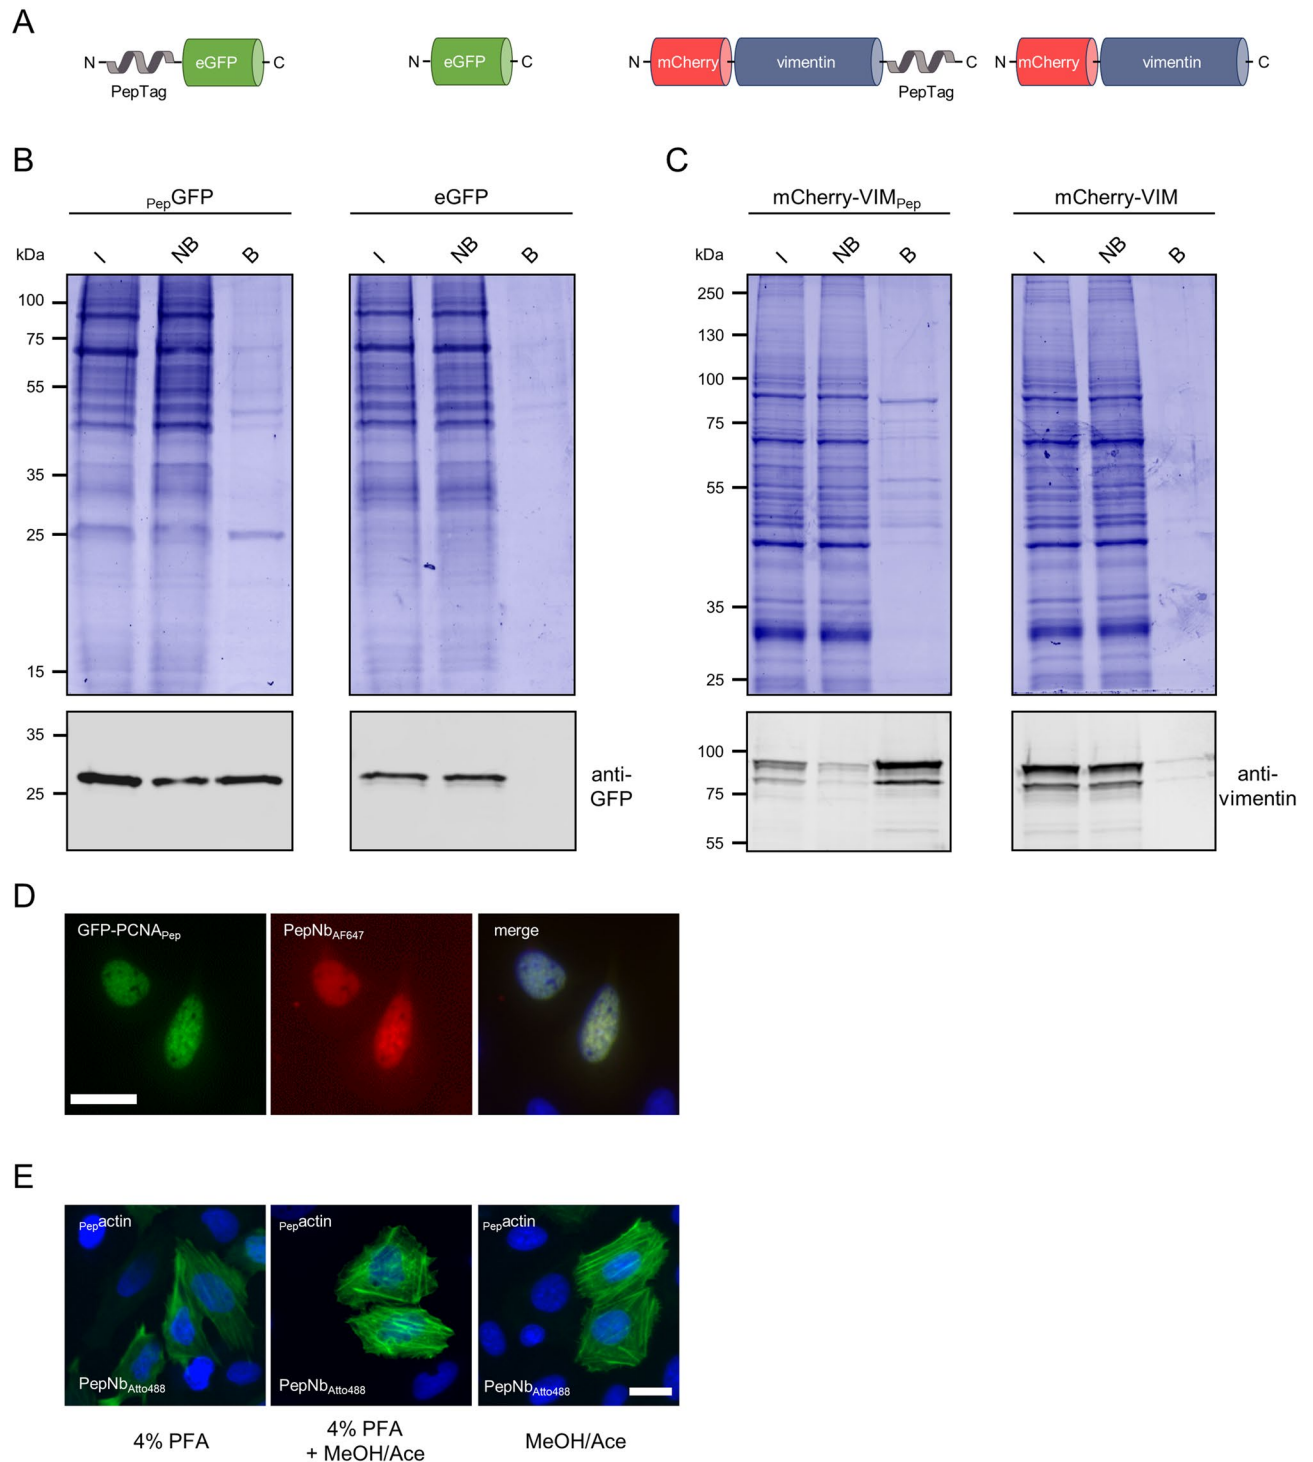 A
N eGFP C N eGFP C N mCherry vimentin C N mCherry vimentin C
PepTag PepTag
B C
PepGFP eGFP mCherry-VIMPep mCherry-VIM
kDa I NB B I NB B kDa I NB B I NB B
100
75
55
35
25
15
250
130
100
75
55
35
25
35
25
anti-
GFP
100
75
55
anti-
vimentin
D
GFP-PCNAPep PepNbAF647 merge
E
Pepactin Pepactin Pepactin
PepNbAtto488 PepNbAtto488 PepNbAtto488
4% PFA 4% PFA
+ MeOH/Ace MeOH/Ace